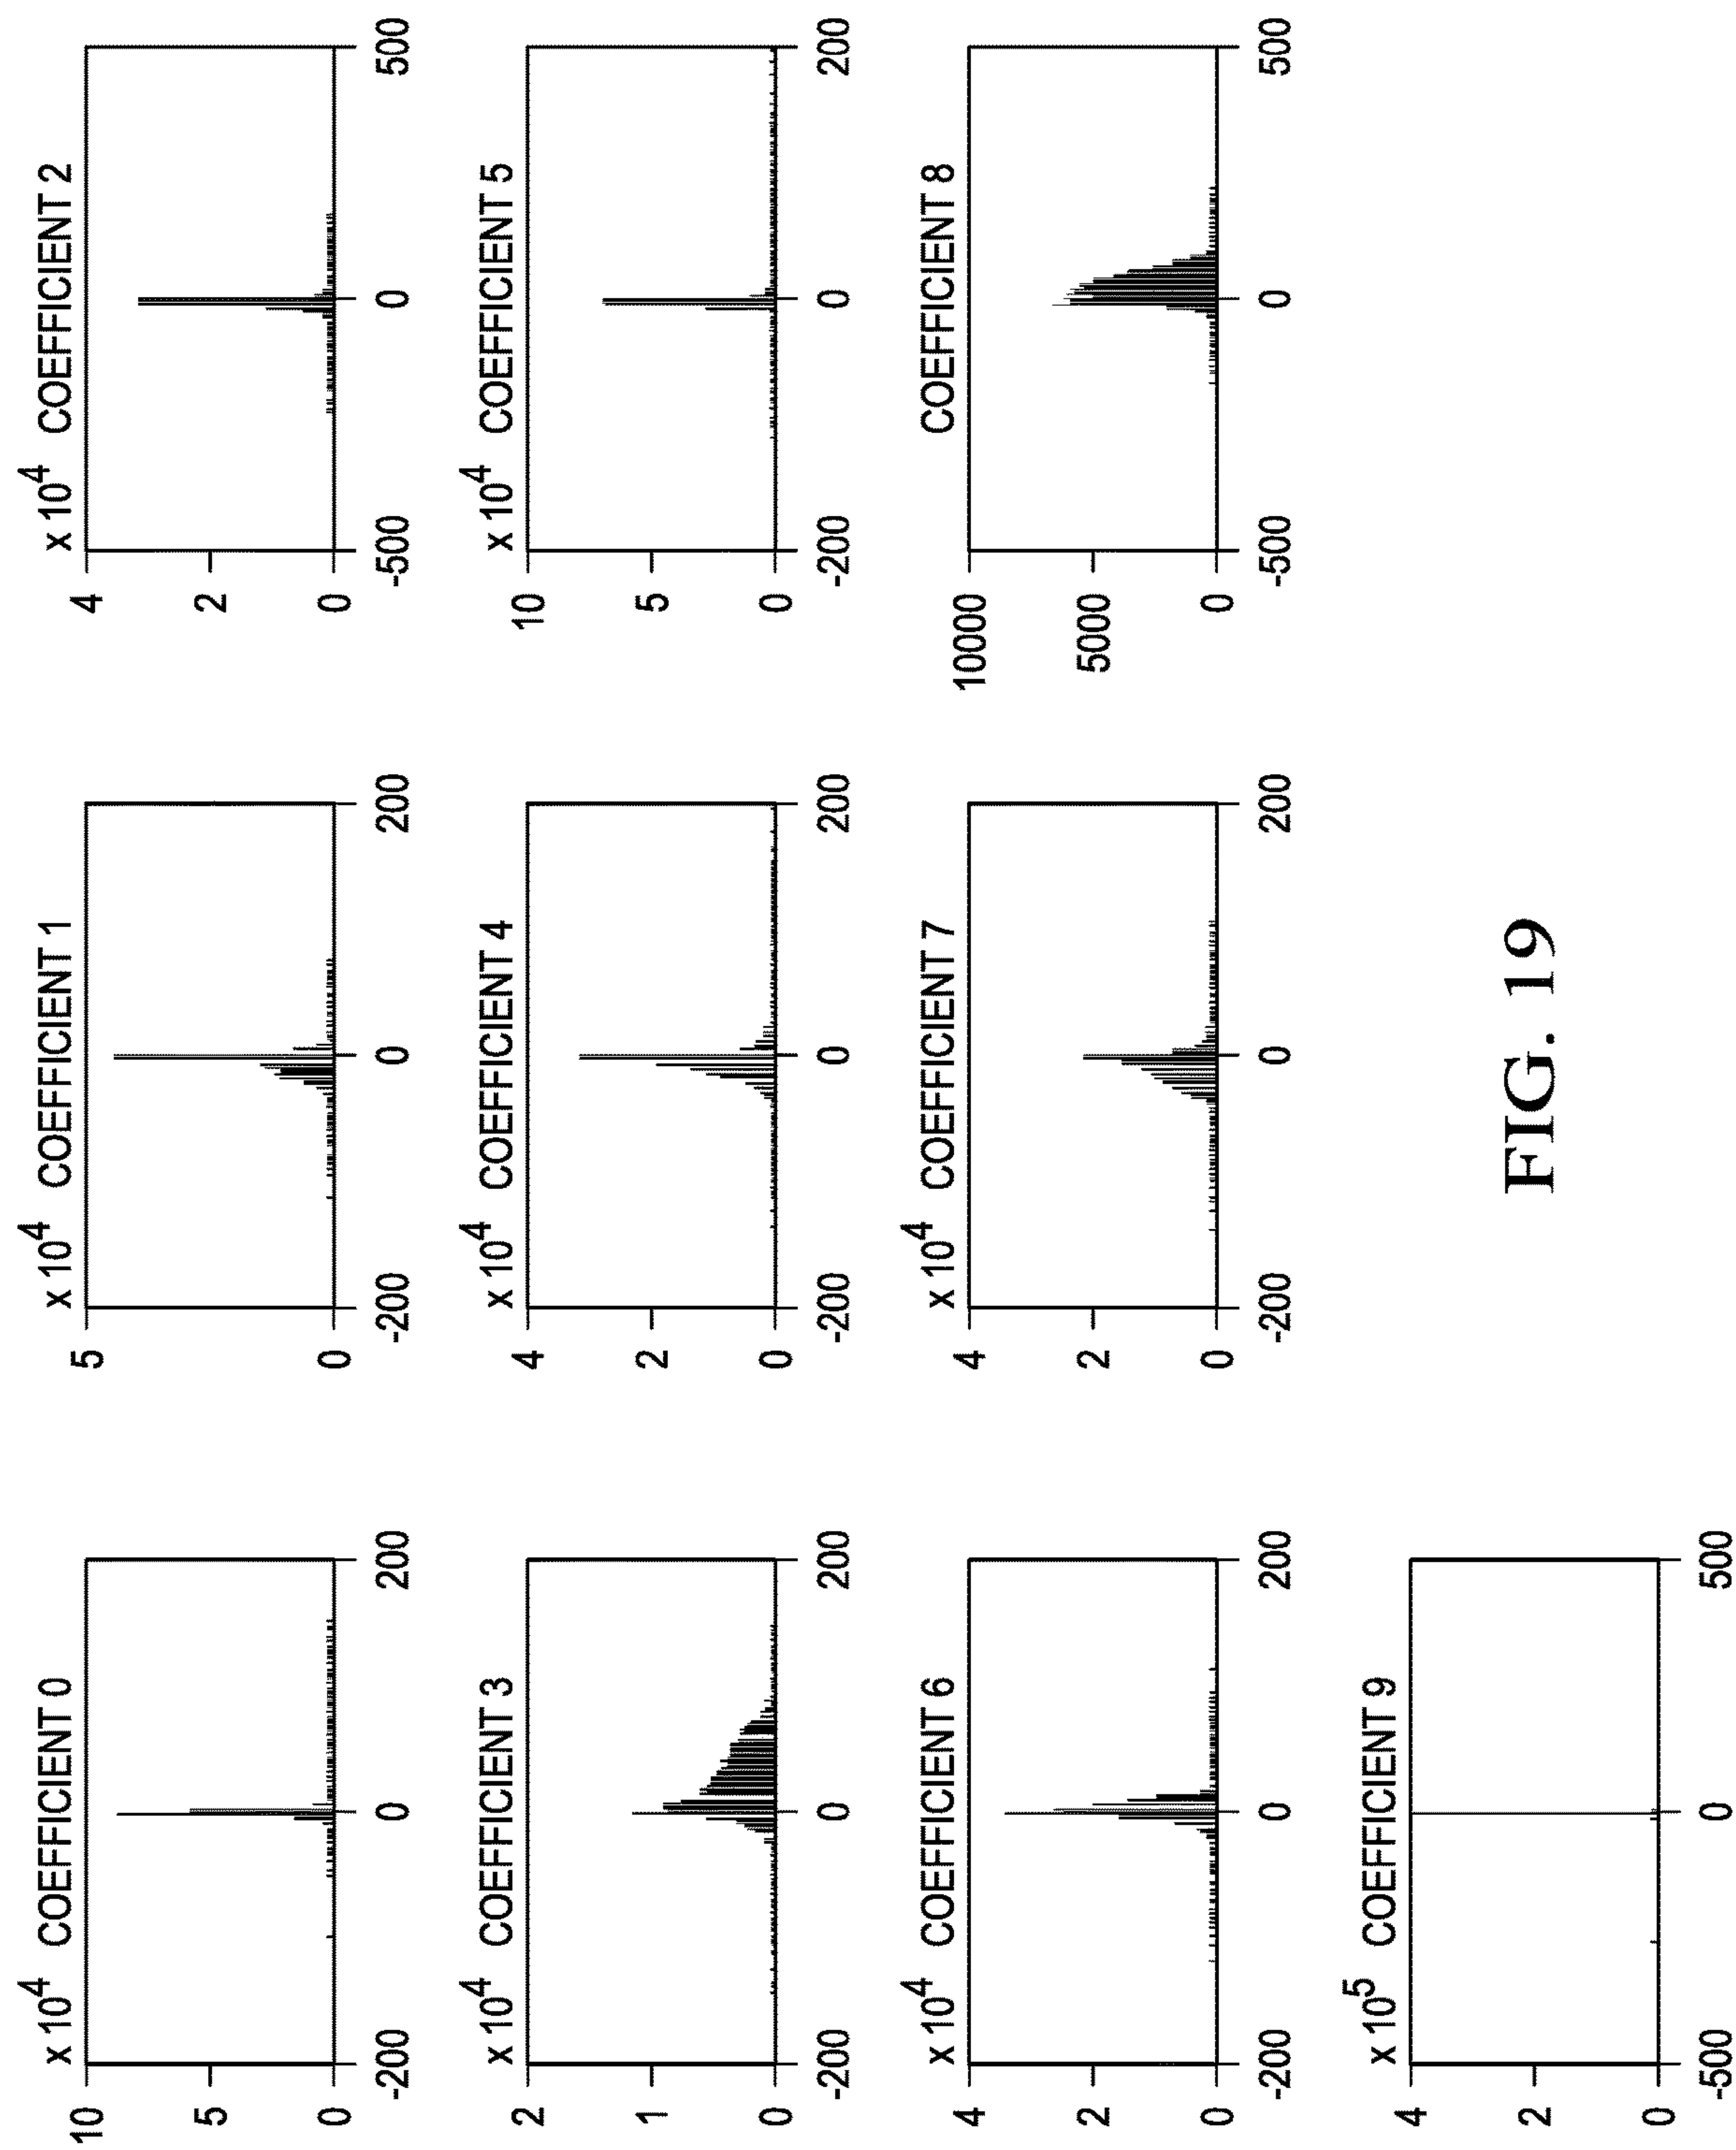 x 10^4 COEFFICIENT 0
10
5
0
-200 0 200
x 10^4 COEFFICIENT 1
5
0
-200 0 200
x 10^4 COEFFICIENT 2
4
2
0
-500 0 500
x 10^4 COEFFICIENT 3
2
1
0
-200 0 200
x 10^4 COEFFICIENT 4
4
2
0
-200 0 200
x 10^4 COEFFICIENT 5
10
5
0
-200 0 200
x 10^4 COEFFICIENT 6
4
2
0
-200 0 200
x 10^4 COEFFICIENT 7
4
2
0
-200 0 200
COEFFICIENT 8
10000
5000
0
-500 0 500
x 10^5 COEFFICIENT 9
4
2
0
-500 0 500
FIG. 19